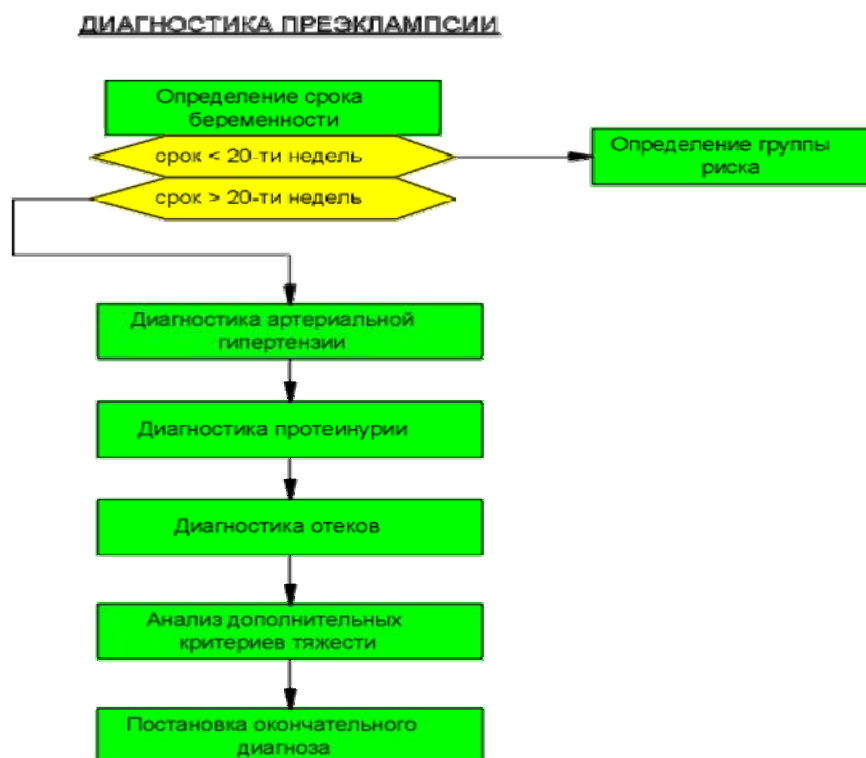 ДИАГНОСТИКА ПРЕЭКЛАМПСИИ
Определение срока
беременности
срок < 20-ти недель
Определение группы
риска
срок > 20-ти недель
Диагностика артериальной
гипертензии
Диагностика протеинурии
Диагностика отеков
Анализ дополнительных
критериев тяжести
Постановка окончательного
диагноза